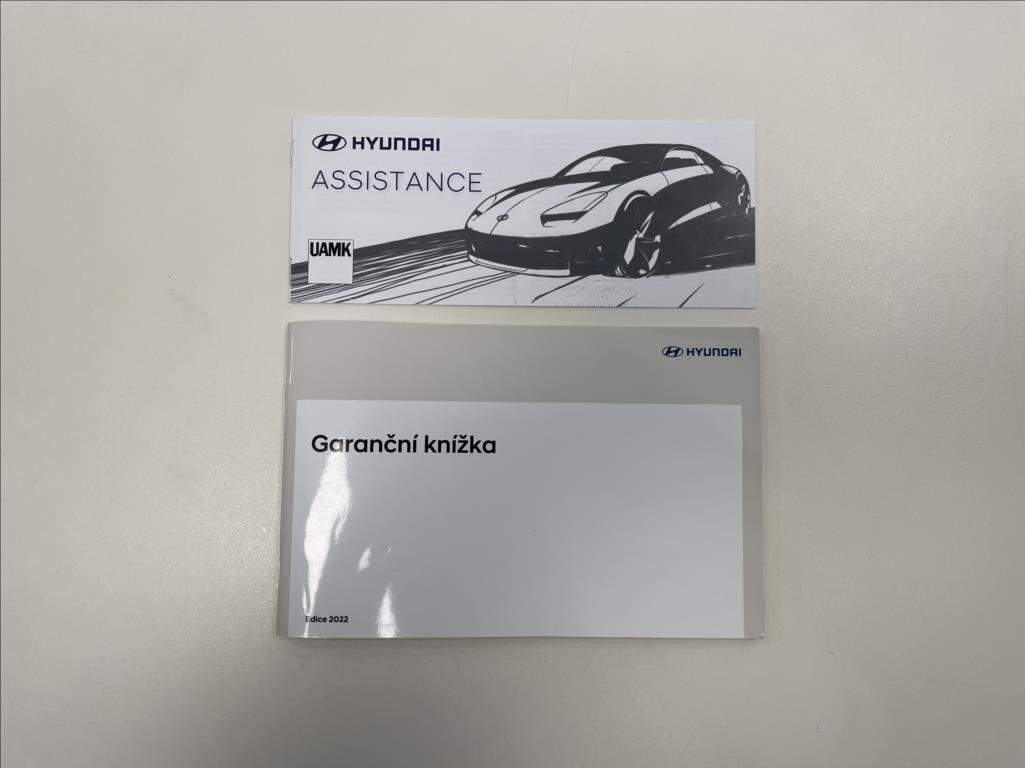 HYUNDAI
ASSISTANCE
UAMK
HYUNDAI
Garanční knížka
Edice 2022